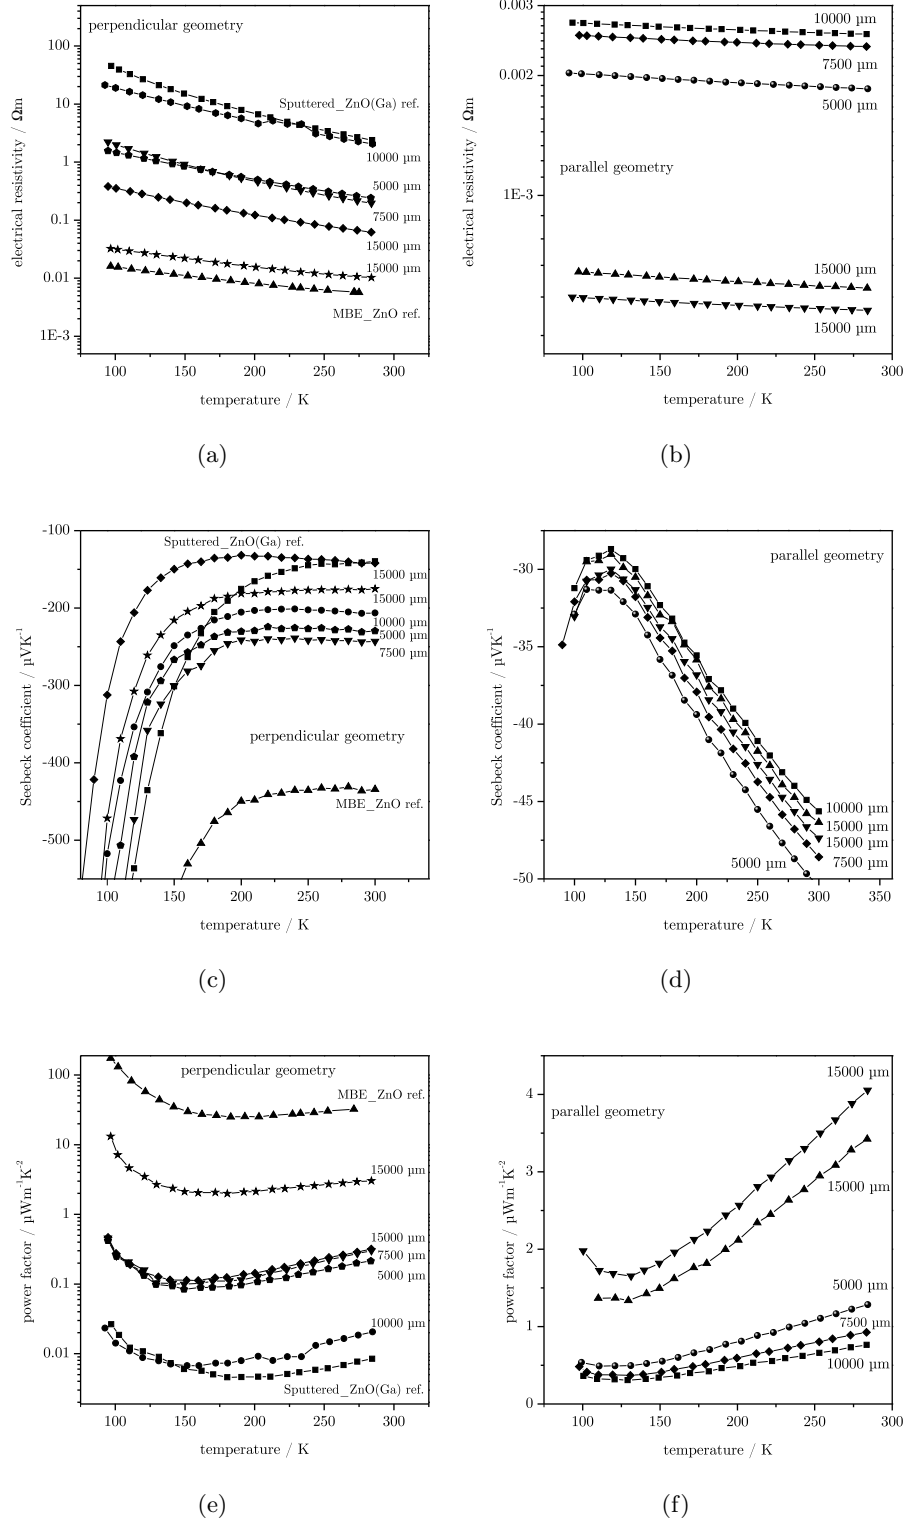 perpendicular geometry
100
10
1
0.1
0.01
1E-3
Sputtered_ZnO(Ga) ref.
10000 µm
5000 µm
7500 µm
15000 µm
15000 µm
MBE_ZnO ref.
electrical resistivity / Ωm
100 150 200 250 300
temperature / K
(a)
0.003
0.002
1E-3
10000 µm
7500 µm
5000 µm
parallel geometry
15000 µm
15000 µm
electrical resistivity / Ωm
100 150 200 250 300
temperature / K
(b)
-100
-200
-300
-400
-500
Sputtered_ZnO(Ga) ref.
15000 µm
15000 µm
10000 µm
5000 µm
7500 µm
perpendicular geometry
MBE_ZnO ref.
Seebeck coefficient / µVK⁻¹
100 150 200 250 300
temperature / K
(c)
-30
-35
-40
-45
-50
parallel geometry
10000 µm
15000 µm
15000 µm
7500 µm
5000 µm
Seebeck coefficient / µVK⁻¹
100 150 200 250 300 350
temperature / K
(d)
100
10
1
0.1
0.01
perpendicular geometry
MBE_ZnO ref.
15000 µm
15000 µm
7500 µm
5000 µm
10000 µm
Sputtered_ZnO(Ga) ref.
power factor / µWm⁻¹K⁻²
100 150 200 250 300
temperature / K
(e)
4
3
2
1
0
15000 µm
parallel geometry
15000 µm
5000 µm
7500 µm
10000 µm
power factor / µWm⁻¹K⁻²
100 150 200 250 300
temperature / K
(f)